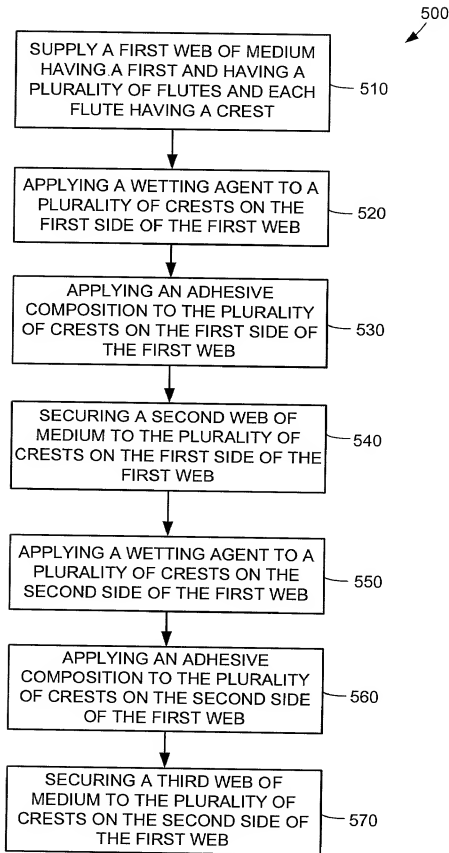 500
SUPPLY A FIRST WEB OF MEDIUM
HAVING.A FIRST AND HAVING A
PLURALITY OF FLUTES AND EACH
FLUTE HAVING A CREST
510
APPLYING A WETTING AGENT TO A
PLURALITY OF CRESTS ON THE
FIRST SIDE OF THE FIRST WEB
520
APPLYING AN ADHESIVE
COMPOSITION TO THE PLURALITY
OF CRESTS ON THE FIRST SIDE OF
THE FIRST WEB
530
SECURING A SECOND WEB OF
MEDIUM TO THE PLURALITY OF
CRESTS ON THE FIRST SIDE OF THE
FIRST WEB
540
APPLYING A WETTING AGENT TO A
PLURALITY OF CRESTS ON THE
SECOND SIDE OF THE FIRST WEB
550
APPLYING AN ADHESIVE
COMPOSITION TO THE PLURALITY
OF CRESTS ON THE SECOND SIDE
OF THE FIRST WEB
560
SECURING A THIRD WEB OF
MEDIUM TO THE PLURALITY OF
CRESTS ON THE SECOND SIDE OF
THE FIRST WEB
570